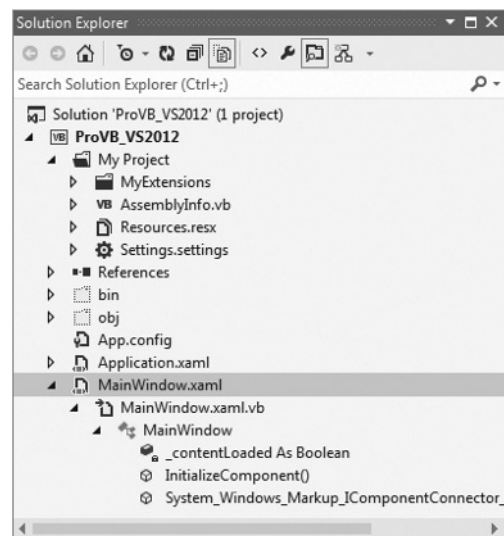 Solution Explorer
Search Solution Explorer (Ctrl+;)
Solution 'ProVB_VS2012' (1 project)
VB ProVB_VS2012
My Project
MyExtensions
VB AssemblyInfo.vb
Resources.resx
Settings.settings
References
bin
obj
App.config
Application.xaml
MainWindow.xaml
MainWindow.xaml.vb
MainWindow
_contentLoaded As Boolean
InitializeComponent()
System_Windows_Markup_IComponentConnector_